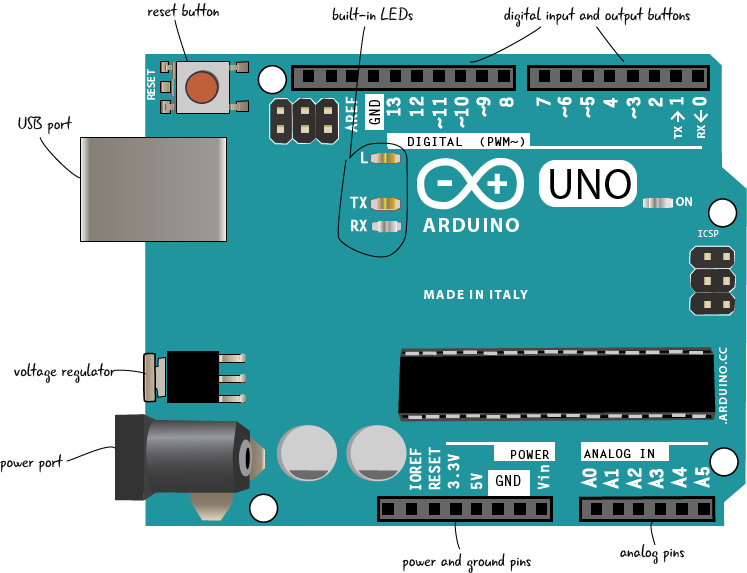 reset button
built-in LEDs
digital input and output buttons
RESET
USB port
AREF
GND
13
12
~11
~10
~9
8
7
~6
~5
4
~3
2
TX→1
RX←0
DIGITAL (PWM~)
L
TX
RX
UNO
ARDUINO
ON
ICSP
MADE IN ITALY
voltage regulator
.ARDUINO.CC
power port
POWER
ANALOG IN
IOREF
RESET
3.3V
5V
GND
Vin
A0
A1
A2
A3
A4
A5
power and ground pins
analog pins